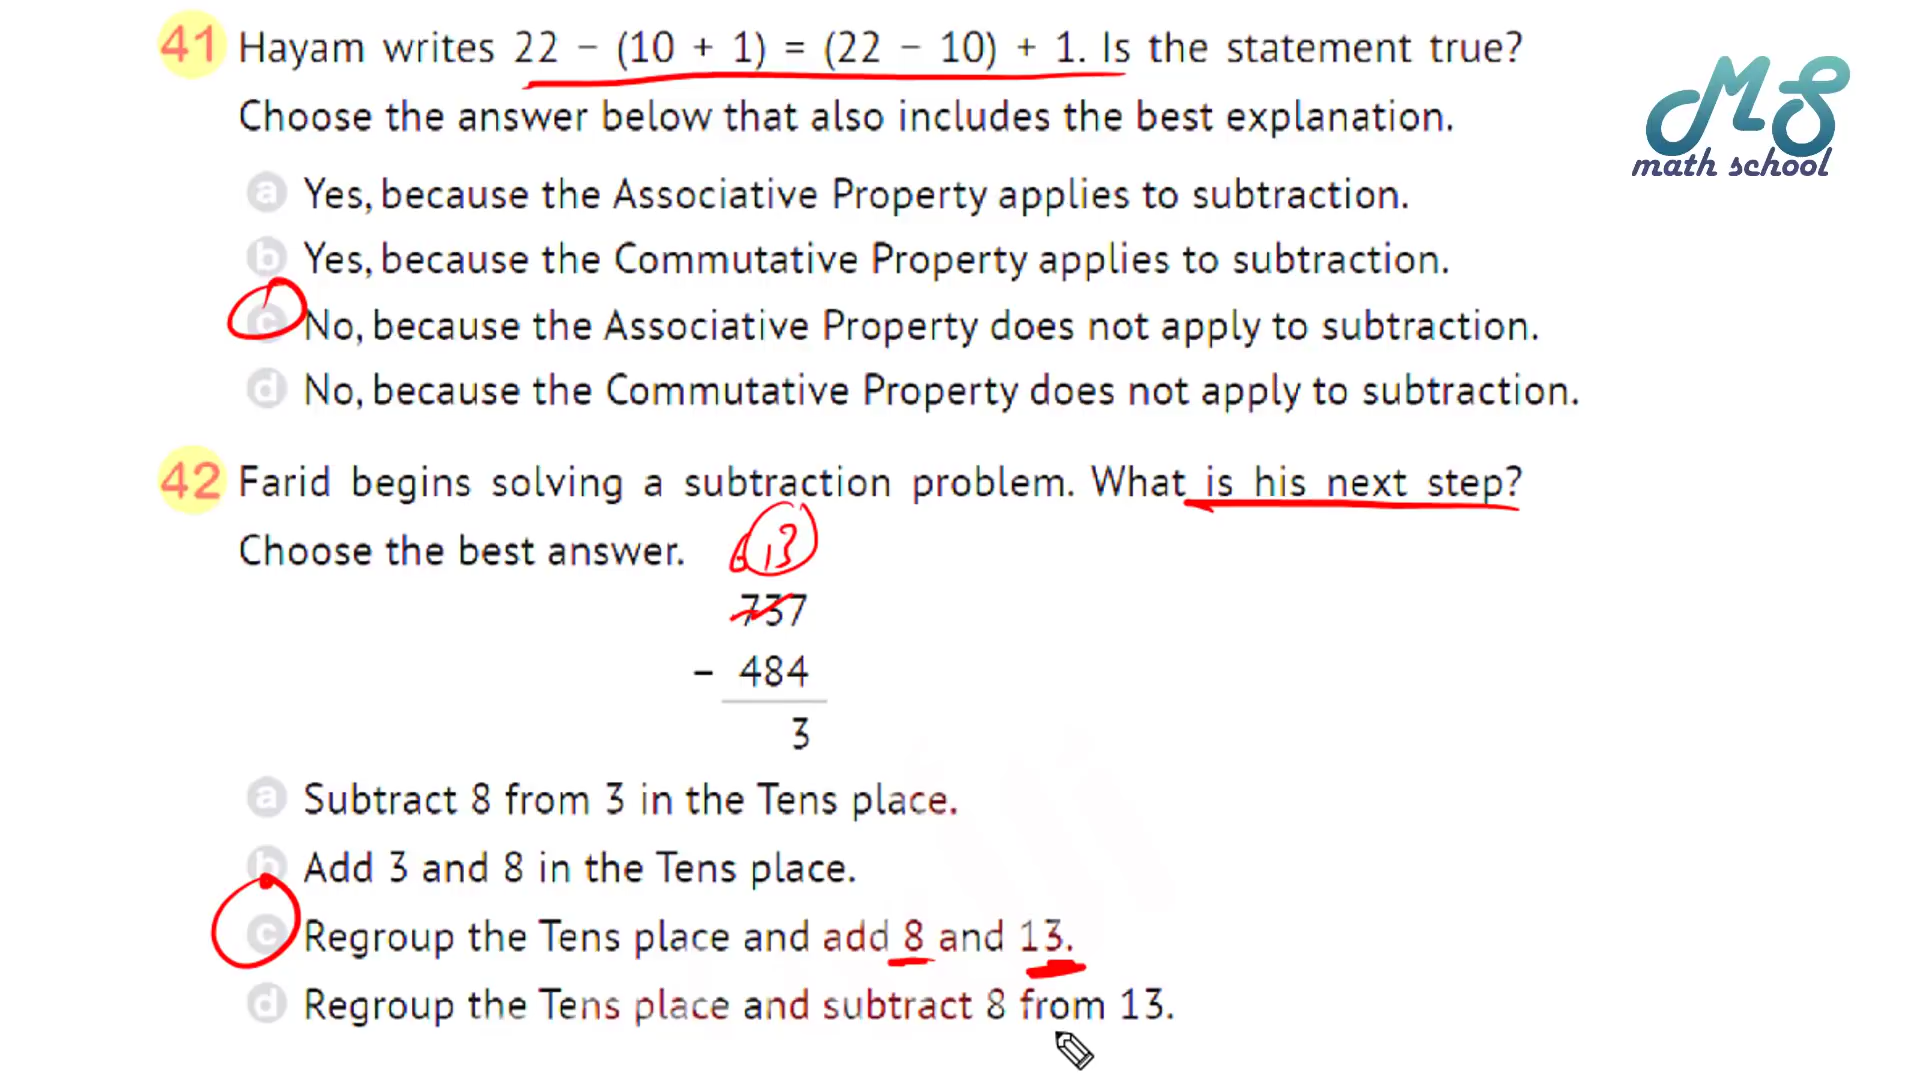 41 Hayam writes 22 − (10 + 1) = (22 − 10) + 1. Is the statement true?
Choose the answer below that also includes the best explanation.
a Yes, because the Associative Property applies to subtraction.
b Yes, because the Commutative Property applies to subtraction.
c No, because the Associative Property does not apply to subtraction.
d No, because the Commutative Property does not apply to subtraction.
MS
math school
42 Farid begins solving a subtraction problem. What is his next step?
Choose the best answer.
6 13
737
− 484
3
a Subtract 8 from 3 in the Tens place.
b Add 3 and 8 in the Tens place.
c Regroup the Tens place and add 8 and 13.
d Regroup the Tens place and subtract 8 from 13.